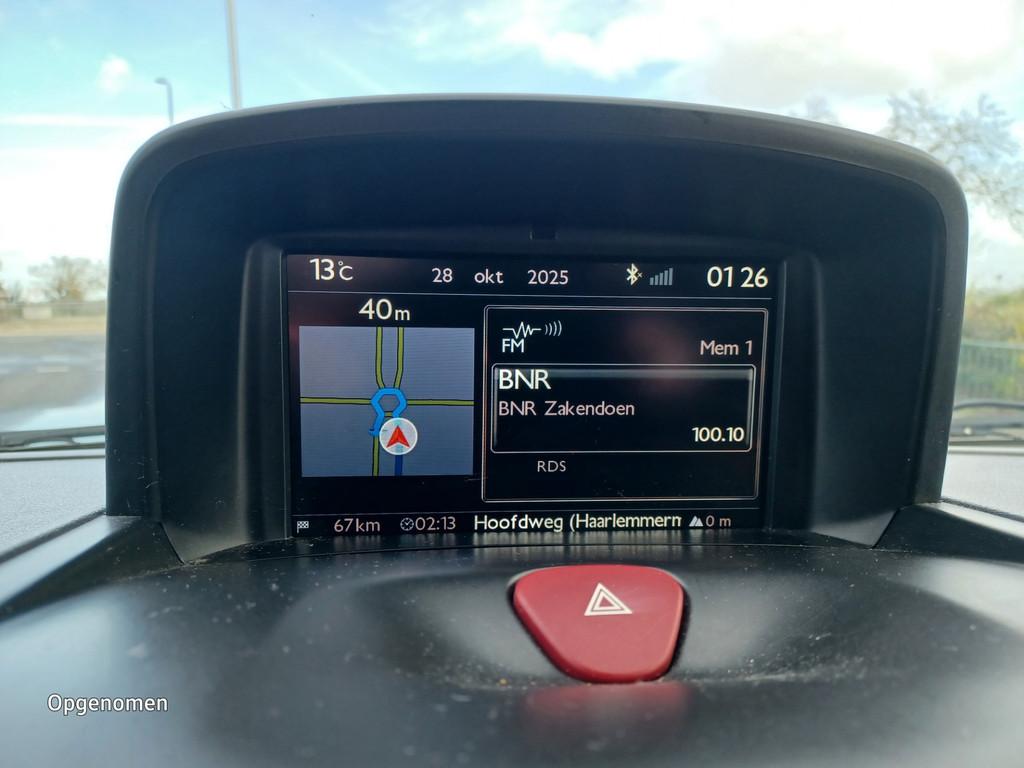 13°C 28 okt 2025 01 26
40m
FM
Mem 1
BNR
BNR Zakendoen
100.10
RDS
67km 02:13 Hoofdweg (Haarlemmerm 0 m
Opgenomen